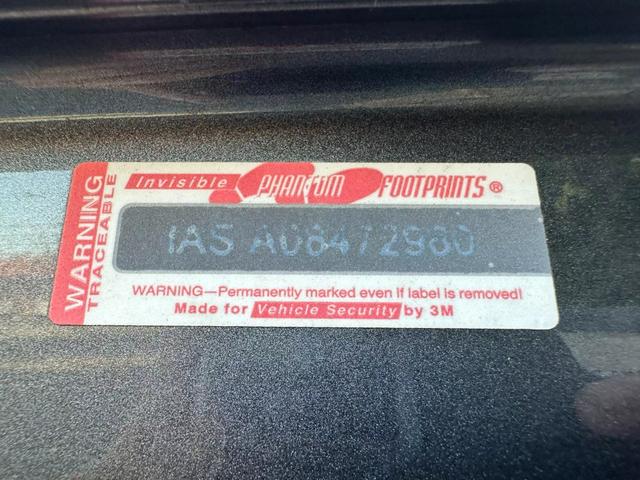 WARNING
TRACEABLE
Invisible PHANTOM FOOTPRINTS®
IAS A08472980
WARNING—Permanently marked even if label is removed!
Made for Vehicle Security by 3M